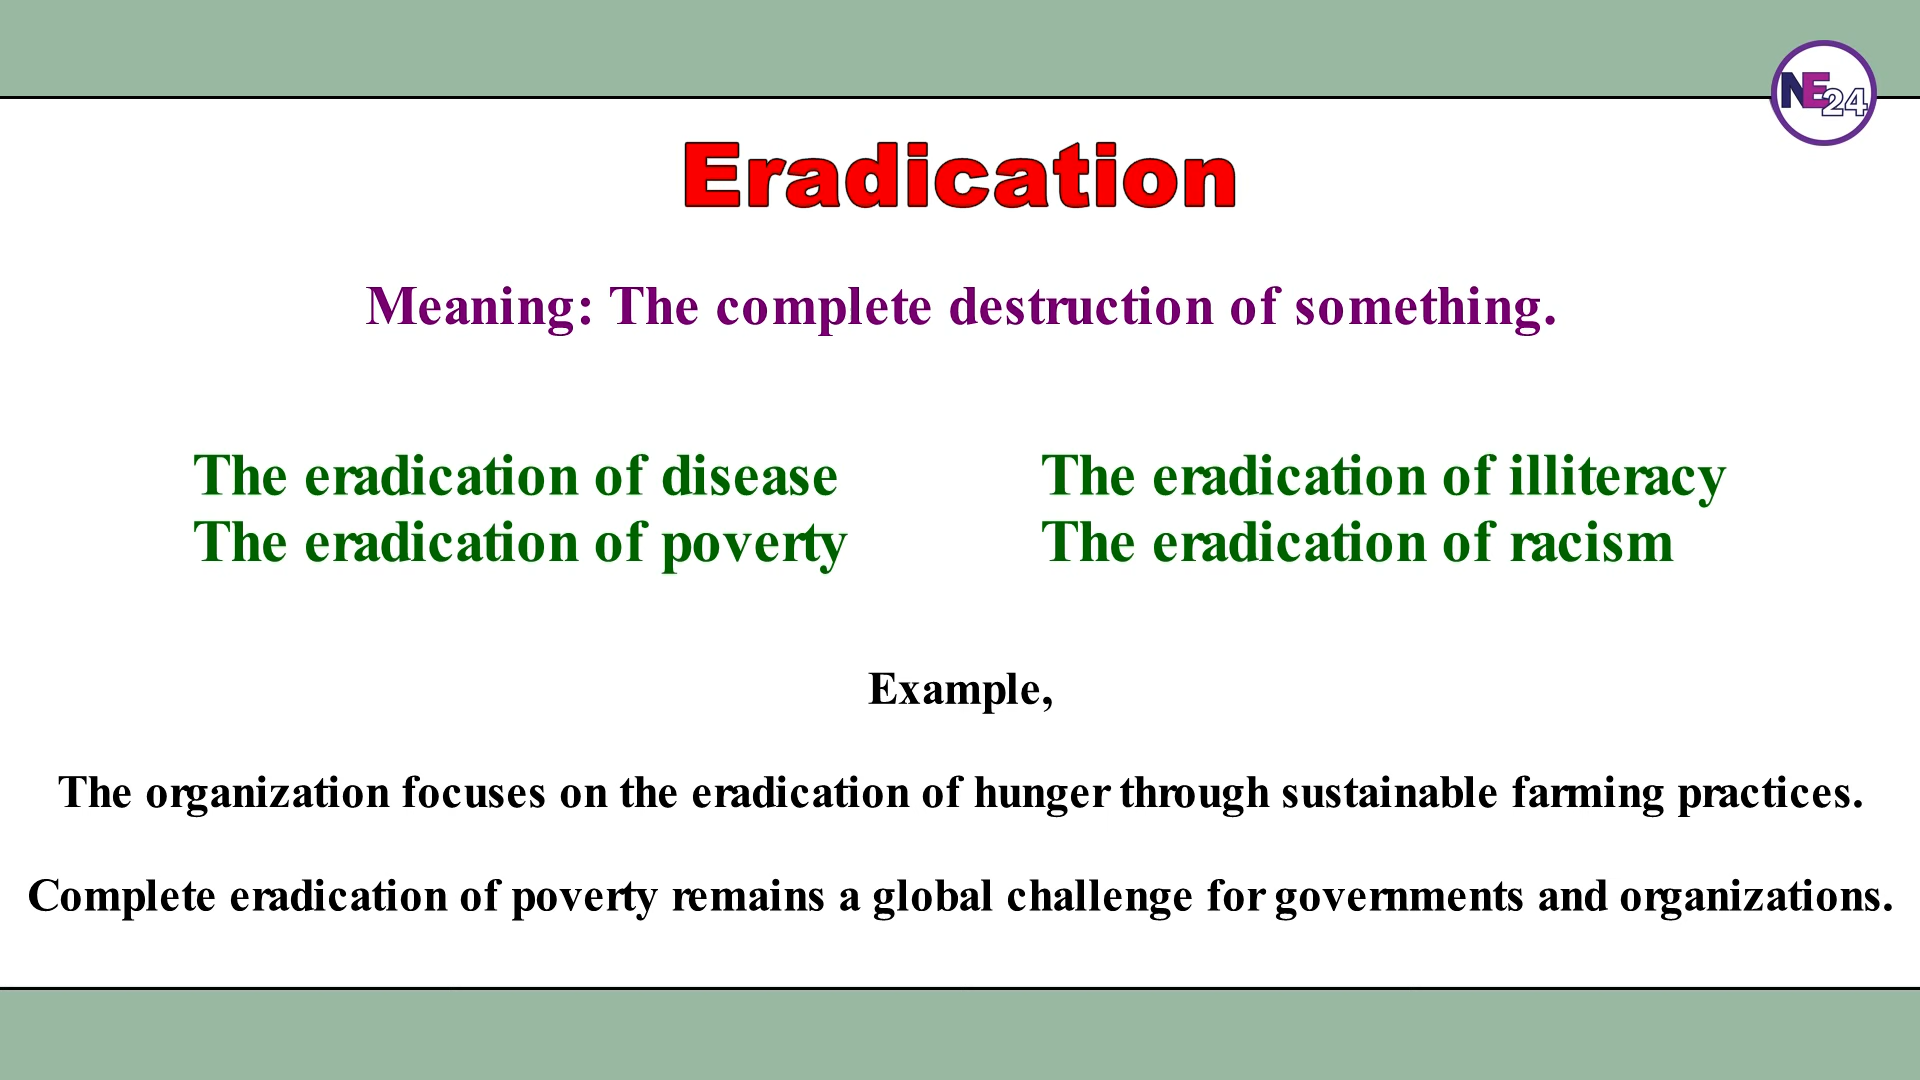 NE24
Eradication
Meaning: The complete destruction of something.
The eradication of disease
The eradication of poverty
The eradication of illiteracy
The eradication of racism
Example,
The organization focuses on the eradication of hunger through sustainable farming practices.
Complete eradication of poverty remains a global challenge for governments and organizations.